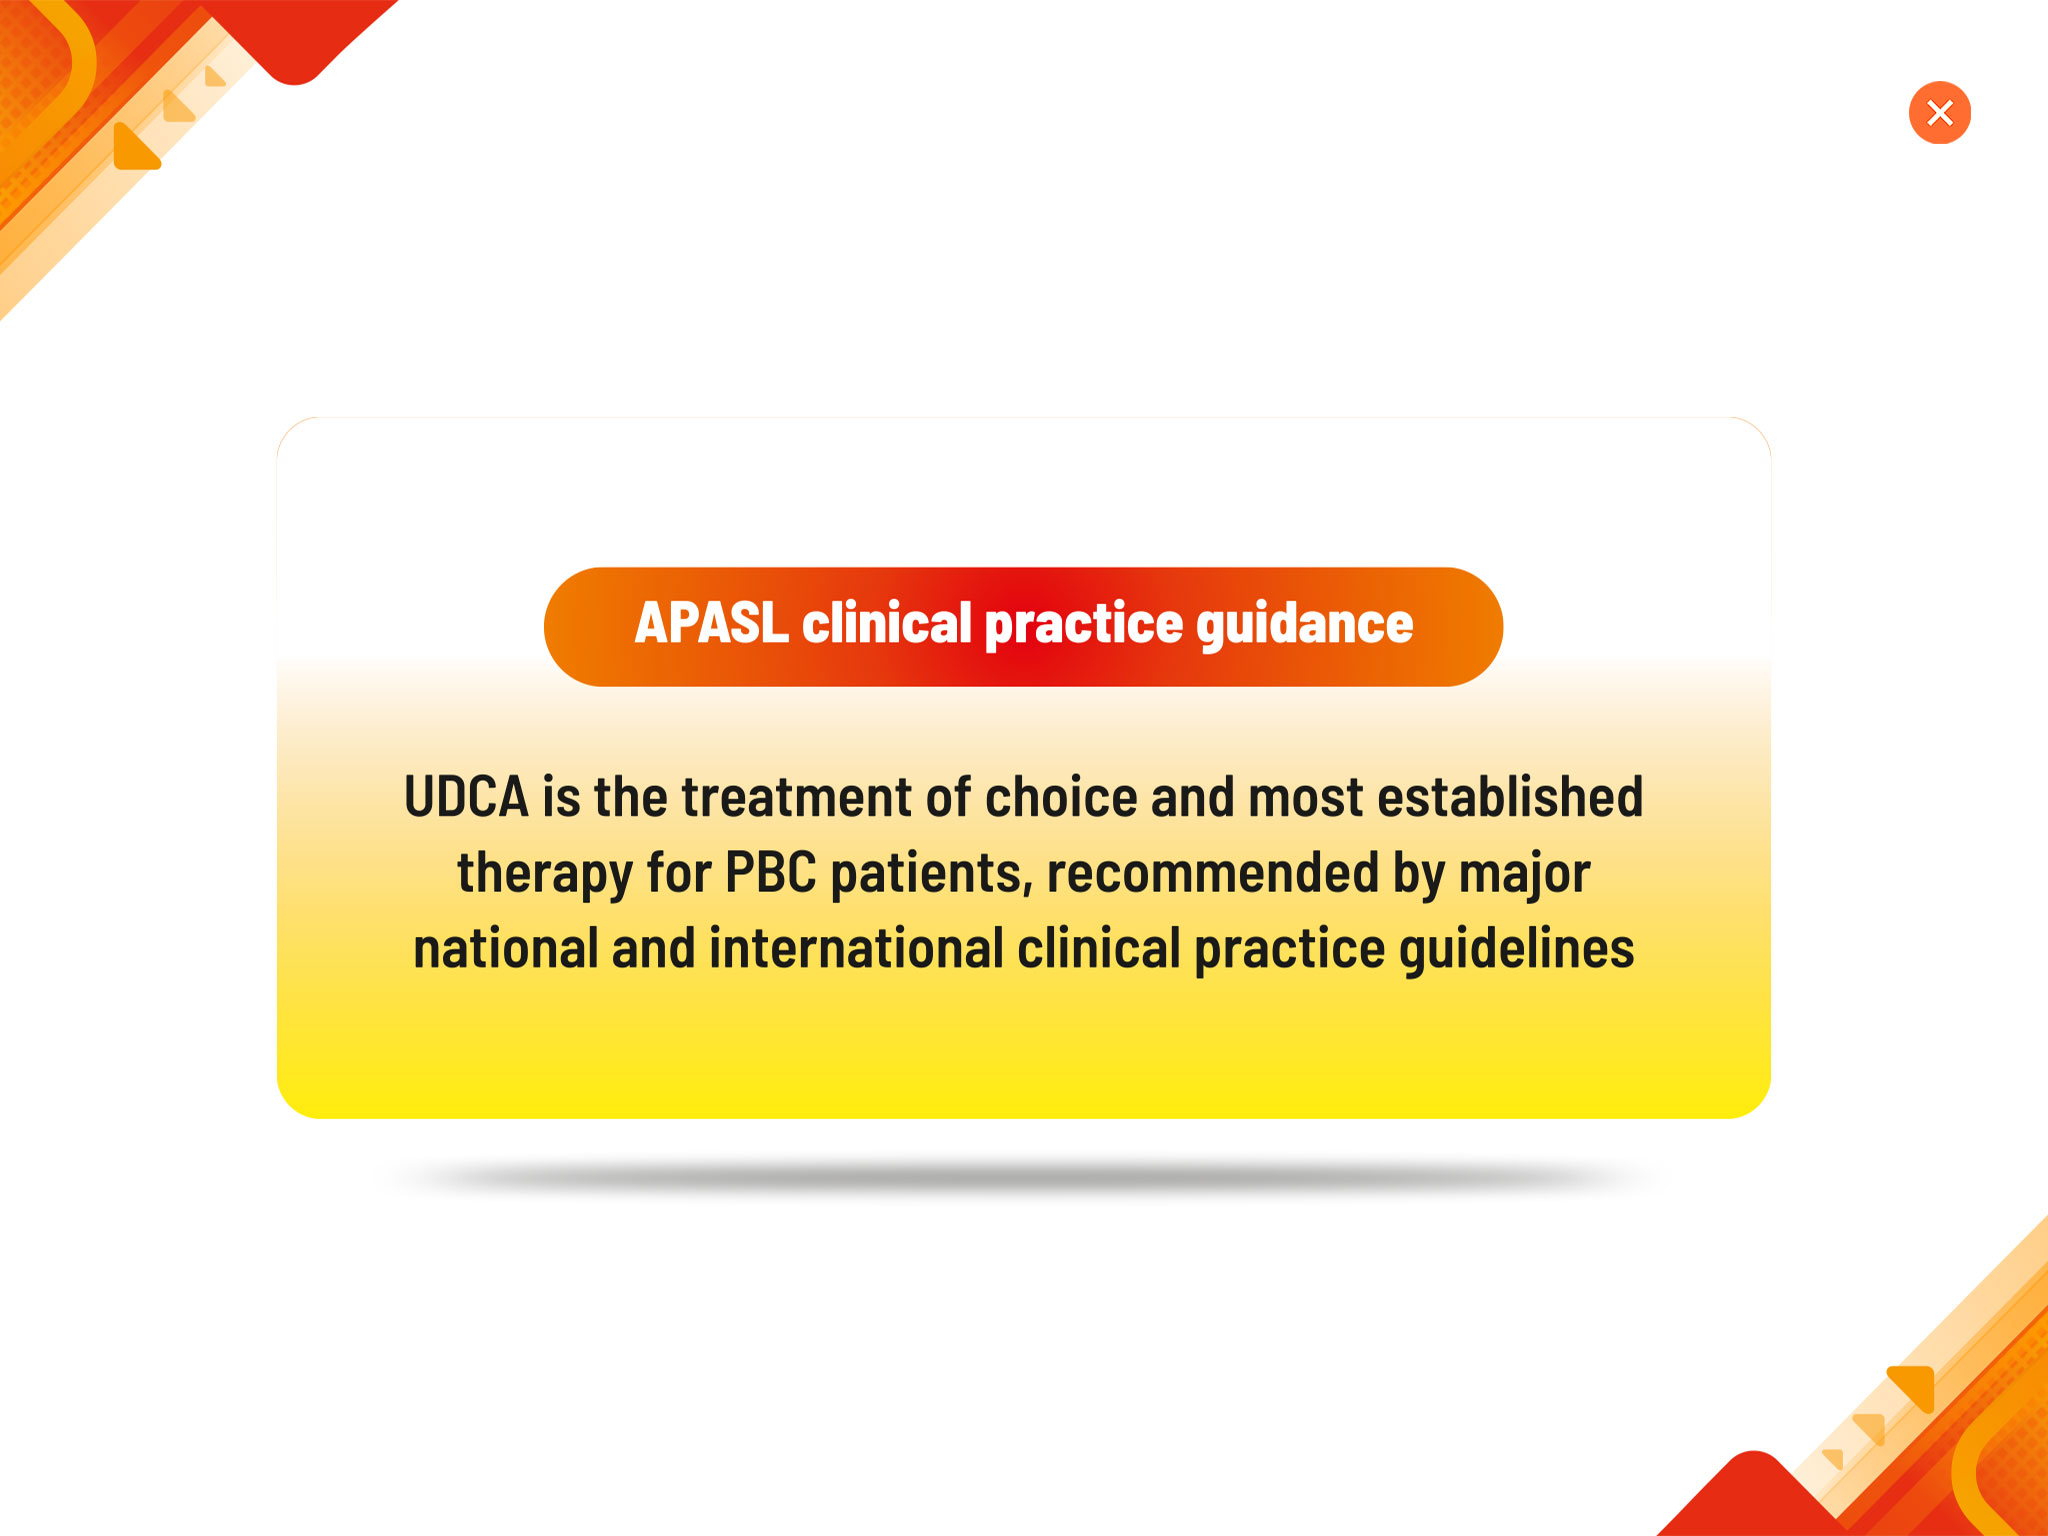 APASL clinical practice guidance
UDCA is the treatment of choice and most established
therapy for PBC patients, recommended by major
national and international clinical practice guidelines